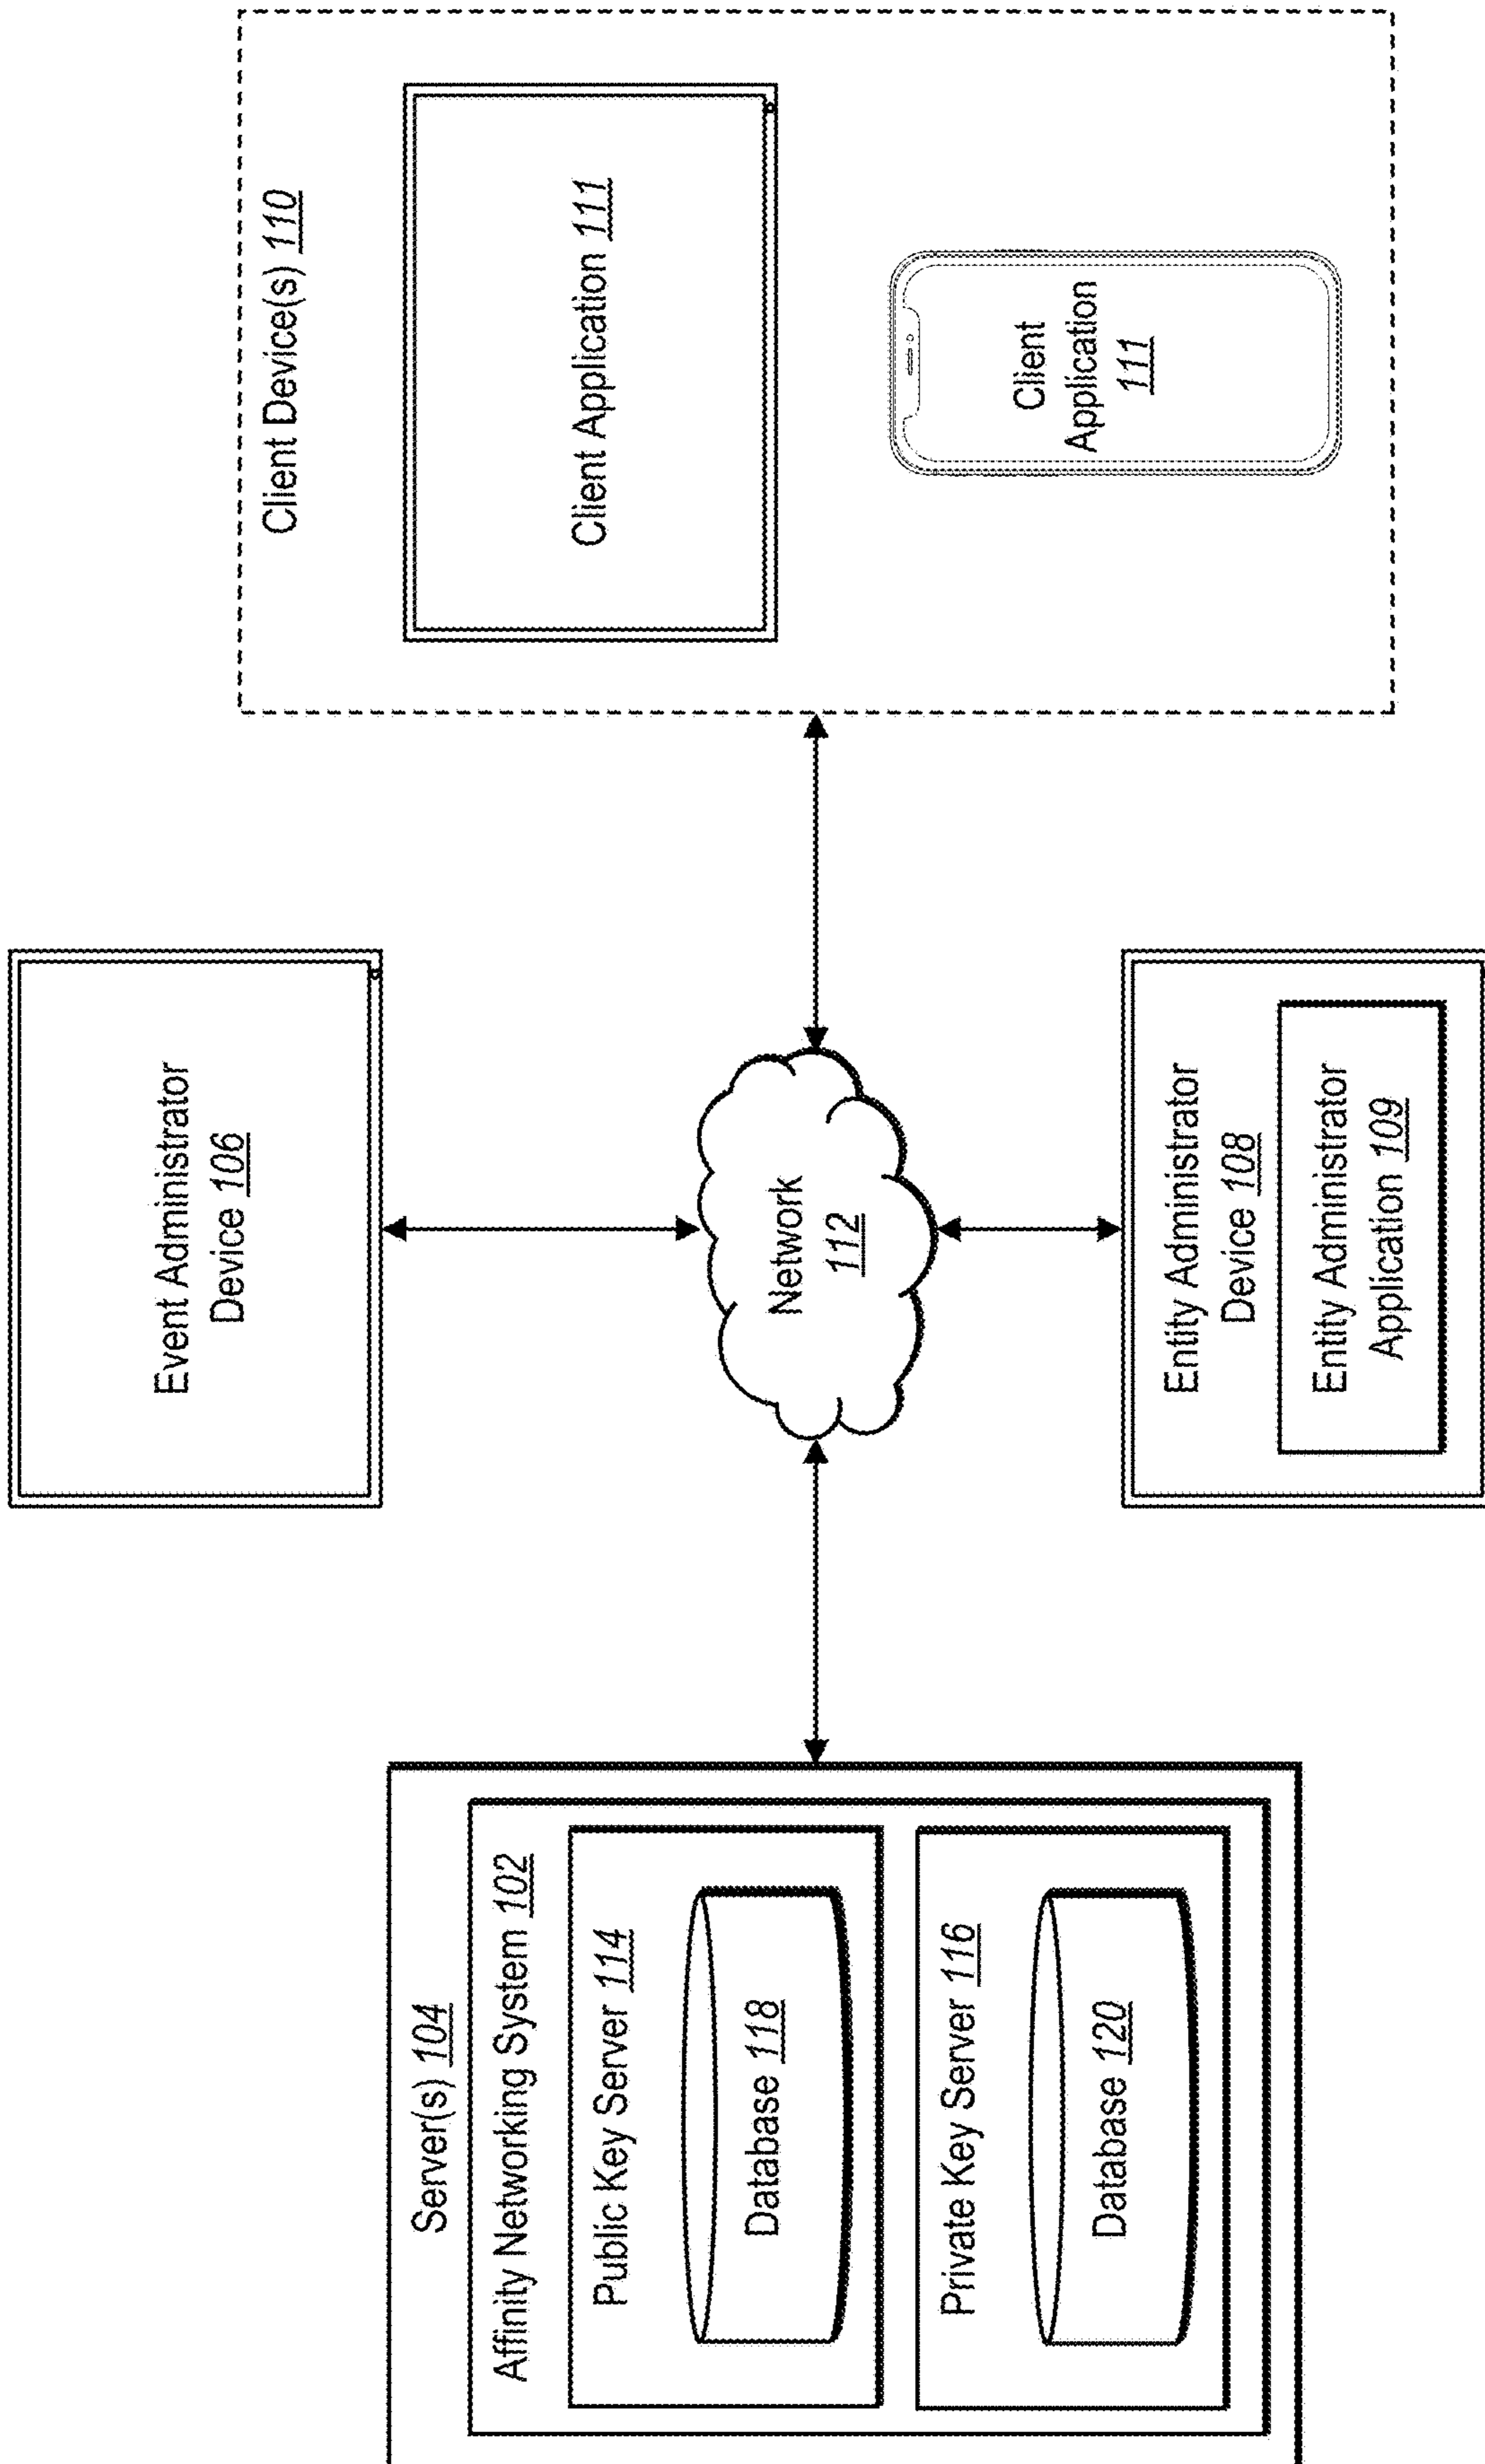 Server(s) 104
Affinity Networking System 102
Public Key Server 114
Database 118
Private Key Server 116
Database 120
Event Administrator
Device 106
Network
112
Entity Administrator
Device 108
Entity Administrator
Application 109
Client Device(s) 110
Client Application 111
Client
Application
111